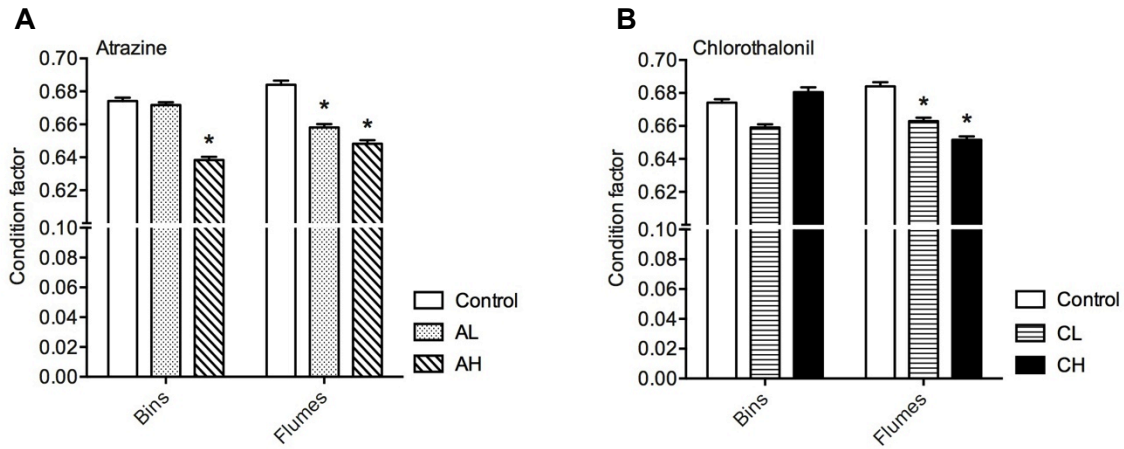 A
Atrazine
Condition factor
0.70
0.68
0.66
0.64
0.62
0.10
0.08
0.06
0.04
0.02
0.00
*
*
*
Bins
Flumes
Control
AL
AH
B
Chlorothalonil
Condition factor
0.70
0.68
0.66
0.64
0.62
0.10
0.08
0.06
0.04
0.02
0.00
*
*
Bins
Flumes
Control
CL
CH